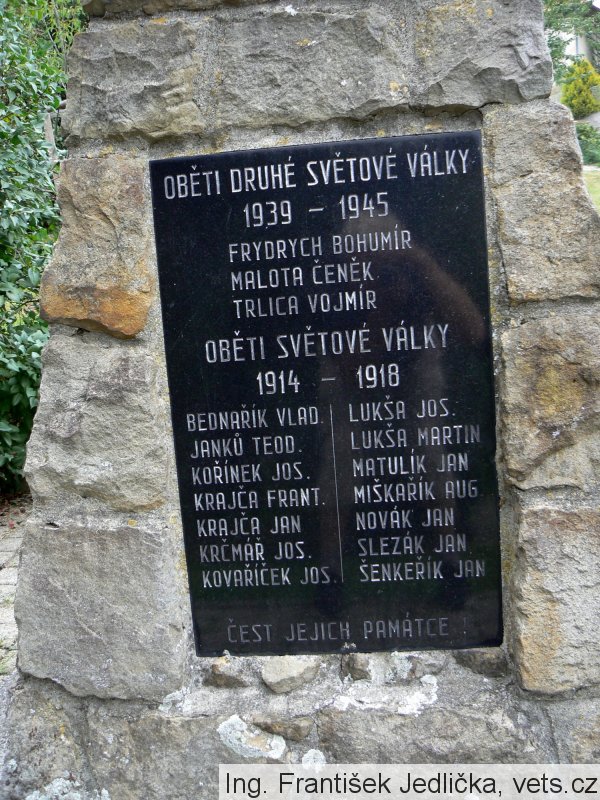 OBĚTI DRUHÉ SVĚTOVÉ VÁLKY
1939 – 1945
FRYDRYCH BOHUMÍR
MALOTA ČENĚK
TRLICA VOJMÍR
OBĚTI SVĚTOVÉ VÁLKY
1914 – 1918
BEDNAŘÍK VLAD.
JANKŮ TEOD.
KOŘÍNEK JOS.
KRAJČA FRANT.
KRAJČA JAN
KRČMÁŘ JOS.
KOVAŘÍČEK JOS.
LUKŠA JOS.
LUKŠA MARTIN
MATULÍK JAN
MIŠKAŘÍK AUG.
NOVÁK JAN
SLEZÁK JAN
ŠENKEŘÍK JAN
ČEST JEJICH PAMÁTCE !
Ing. František Jedlička, vets.cz